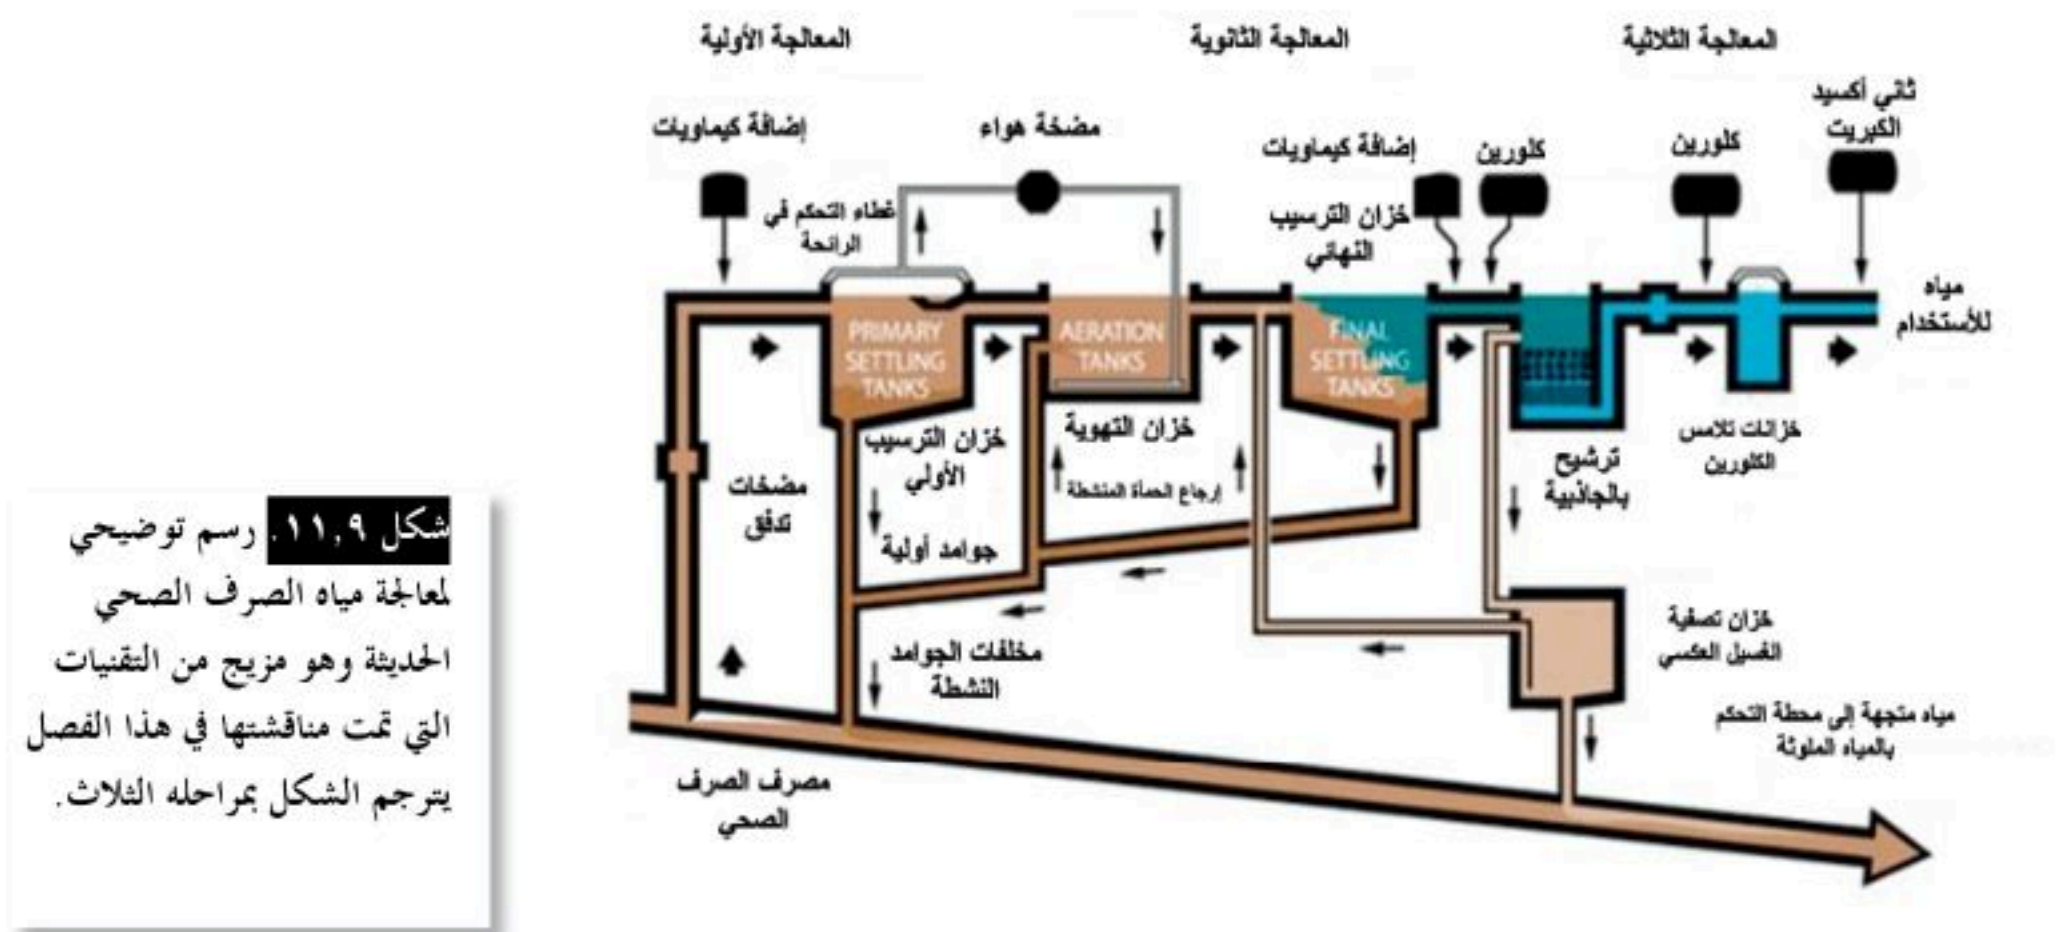 المعالجة الأولية
المعالجة الثانوية
المعالجة الثلاثية
إضافة كيماويات
مضخة هواء
إضافة كيماويات
كلورين
كلورين
ثاني أكسيد
الكبريت
غطاء التحكم في
الرائحة
خزان الترسيب
النهائي
مياه
للأستخدام
PRIMARY
SETTLING
TANKS
AERATION
TANKS
FINAL
SETTLING
TANKS
خزان الترسيب
الأولي
خزان التهوية
إرجاع الحمأة المنشطة
ترشيح
بالجاذبية
خزانات تلامس
الكلورين
مضخات
تدفق
جوامد أولية
مخلفات الجوامد
النشطة
خزان تصفية
الغسيل العكسي
مياه متجهة إلى محطة التحكم
بالمياه الملوثة
مصرف الصرف
الصحي
شكل ١١,٩. رسم توضيحي
لمعالجة مياه الصرف الصحي
الحديثة وهو مزيج من التقنيات
التي تمت مناقشتها في هذا الفصل
يترجم الشكل بمراحله الثلاث.